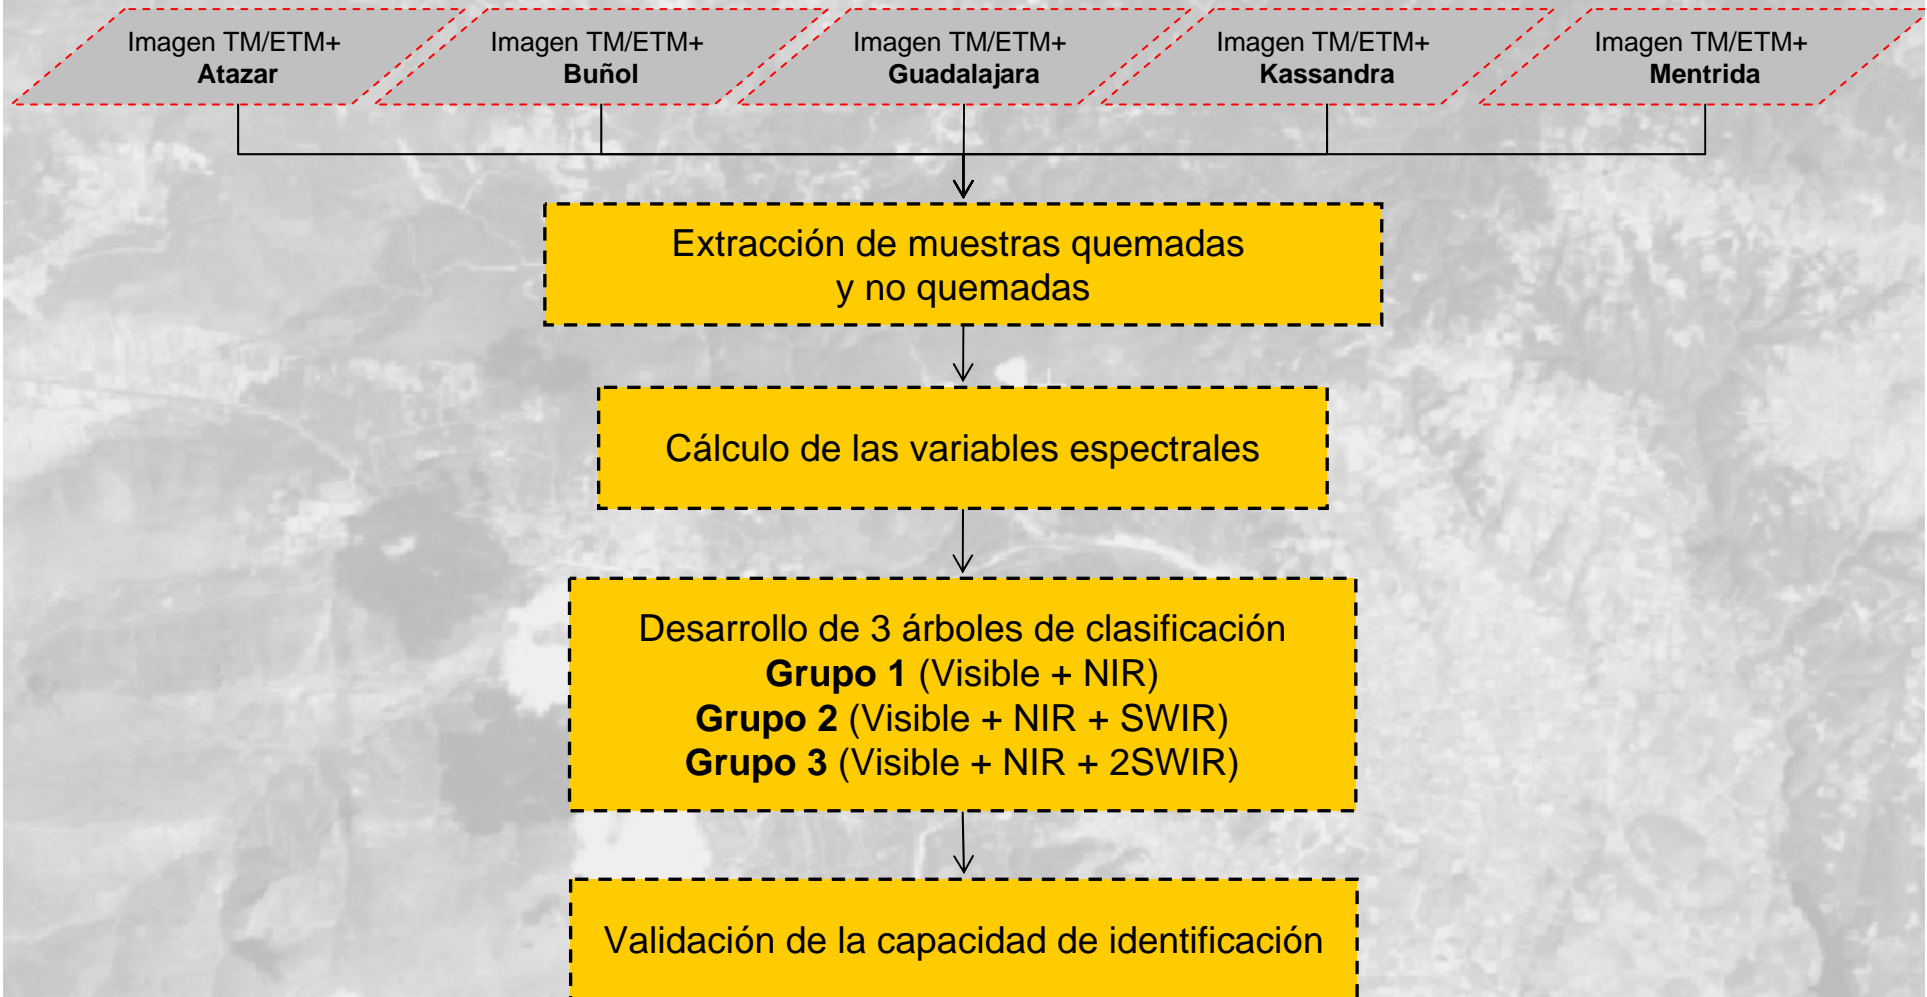 Imagen TM/ETM+
Atazar
Imagen TM/ETM+
Buñol
Imagen TM/ETM+
Guadalajara
Imagen TM/ETM+
Kassandra
Imagen TM/ETM+
Mentrida
Extracción de muestras quemadas
y no quemadas
Cálculo de las variables espectrales
Desarrollo de 3 árboles de clasificación
Grupo 1 (Visible + NIR)
Grupo 2 (Visible + NIR + SWIR)
Grupo 3 (Visible + NIR + 2SWIR)
Validación de la capacidad de identificación